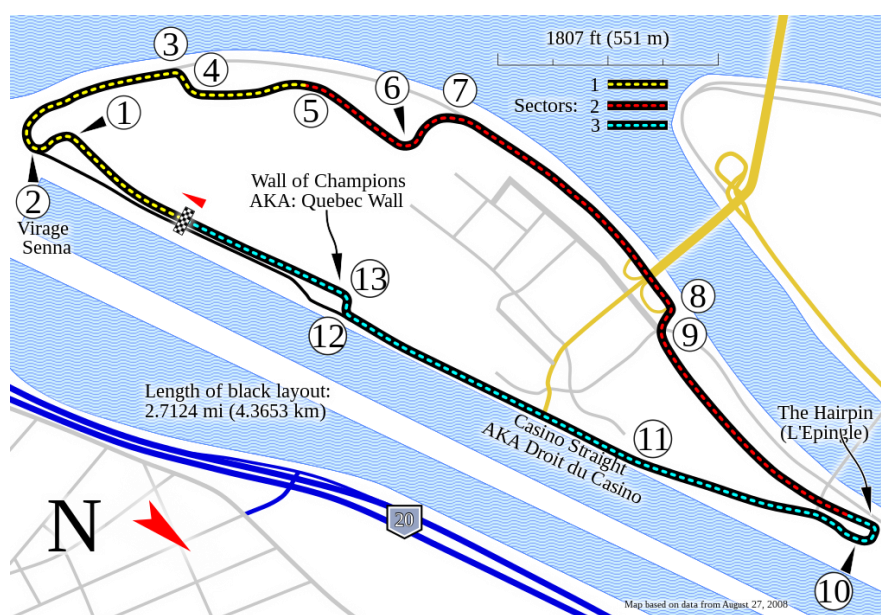 3
4
1807 ft (551 m)
1
Sectors: 2
3
6
7
1
5
Wall of Champions
AKA: Quebec Wall
2
Virage
Senna
13
8
12
9
Length of black layout:
2.7124 mi (4.3653 km)
The Hairpin
(L'Epingle)
Casino Straight
AKA Droit du Casino
11
N
20
10
Map based on data from August 27, 2008